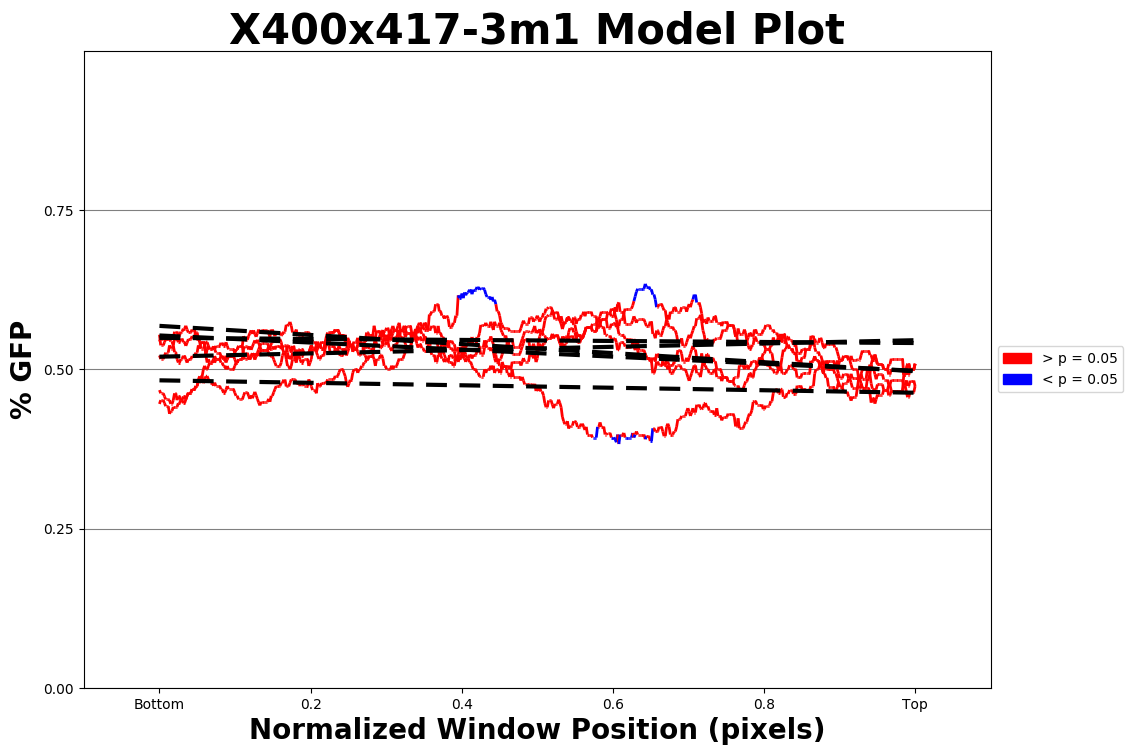 X400x417-3m1 Model Plot
% GFP
0.75
0.50
0.25
0.00
Bottom 0.2 0.4 0.6 0.8 Top
Normalized Window Position (pixels)
> p = 0.05
< p = 0.05